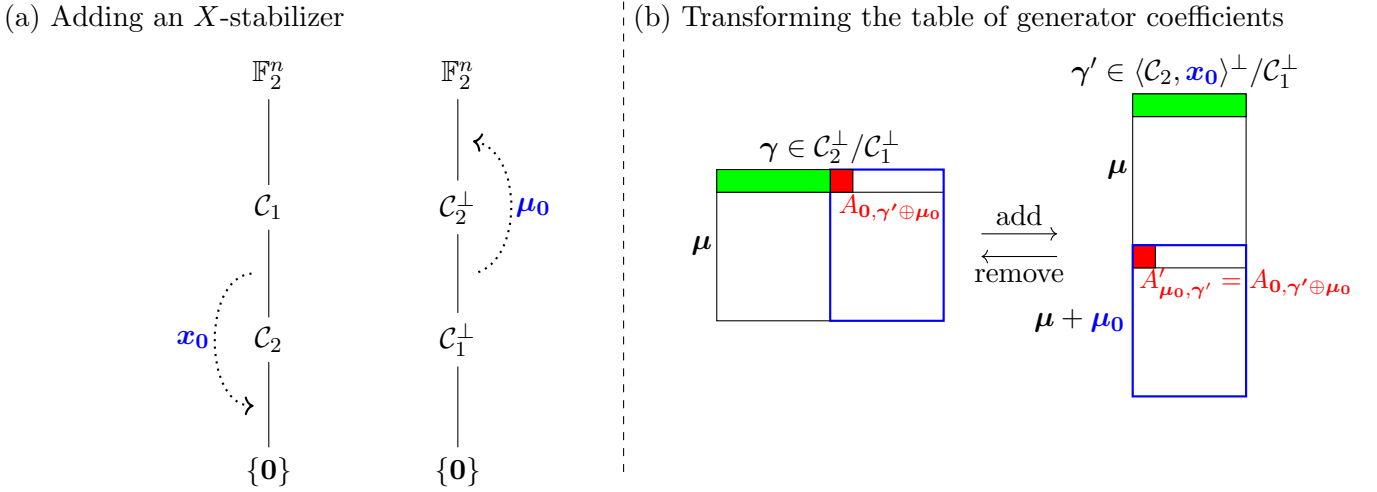 (a) Adding an X-stabilizer
𝔽₂ⁿ
𝔽₂ⁿ
𝒞₁
𝒞₂^⊥
μ₀
x₀
𝒞₂
𝒞₁^⊥
{0}
{0}
(b) Transforming the table of generator coefficients
γ′ ∈ ⟨𝒞₂, x₀⟩^⊥/𝒞₁^⊥
γ ∈ 𝒞₂^⊥/𝒞₁^⊥
μ
A_{0,γ′⊕μ₀}
μ
add
remove
A′_{μ₀,γ′} = A_{0,γ′⊕μ₀}
μ + μ₀